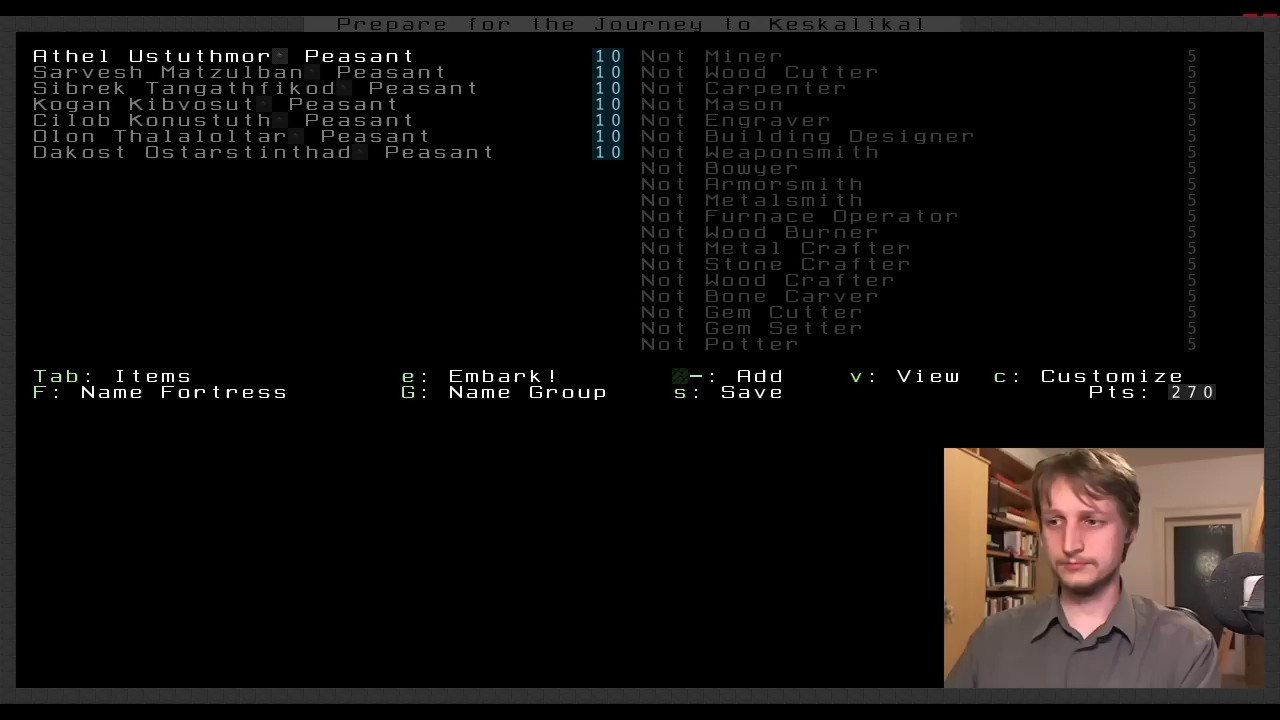 Prepare for the Journey to Keskalikal
Athel Ustuthmor Peasant 10 Not Miner 5
Sarvesh Matzulban Peasant 10 Not Wood Cutter 5
Sibrek Tangathfikod Peasant 10 Not Carpenter 5
Kogan Kibvosut Peasant 10 Not Mason 5
Cilob Konustuth Peasant 10 Not Engraver 5
Olon Thalaloltar Peasant 10 Not Building Designer 5
Dakost Ostarstinthad Peasant 10 Not Weaponsmith 5
Not Bowyer 5
Not Armorsmith 5
Not Metalsmith 5
Not Furnace Operator 5
Not Wood Burner 5
Not Metal Crafter 5
Not Stone Crafter 5
Not Wood Crafter 5
Not Bone Carver 5
Not Gem Cutter 5
Not Gem Setter 5
Not Potter 5
Tab: Items e: Embark! -: Add v: View c: Customize
F: Name Fortress G: Name Group s: Save Pts: 270